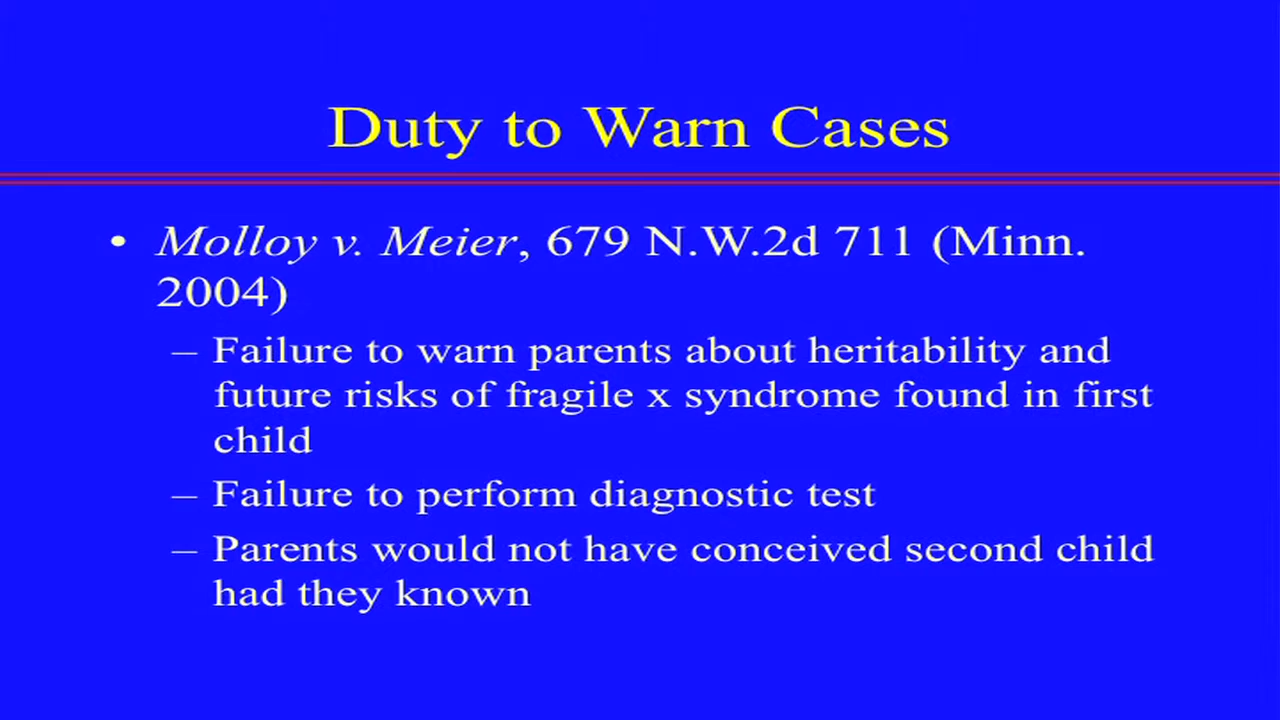 Duty to Warn Cases
• Molloy v. Meier, 679 N.W.2d 711 (Minn.
2004)
– Failure to warn parents about heritability and
future risks of fragile x syndrome found in first
child
– Failure to perform diagnostic test
– Parents would not have conceived second child
had they known